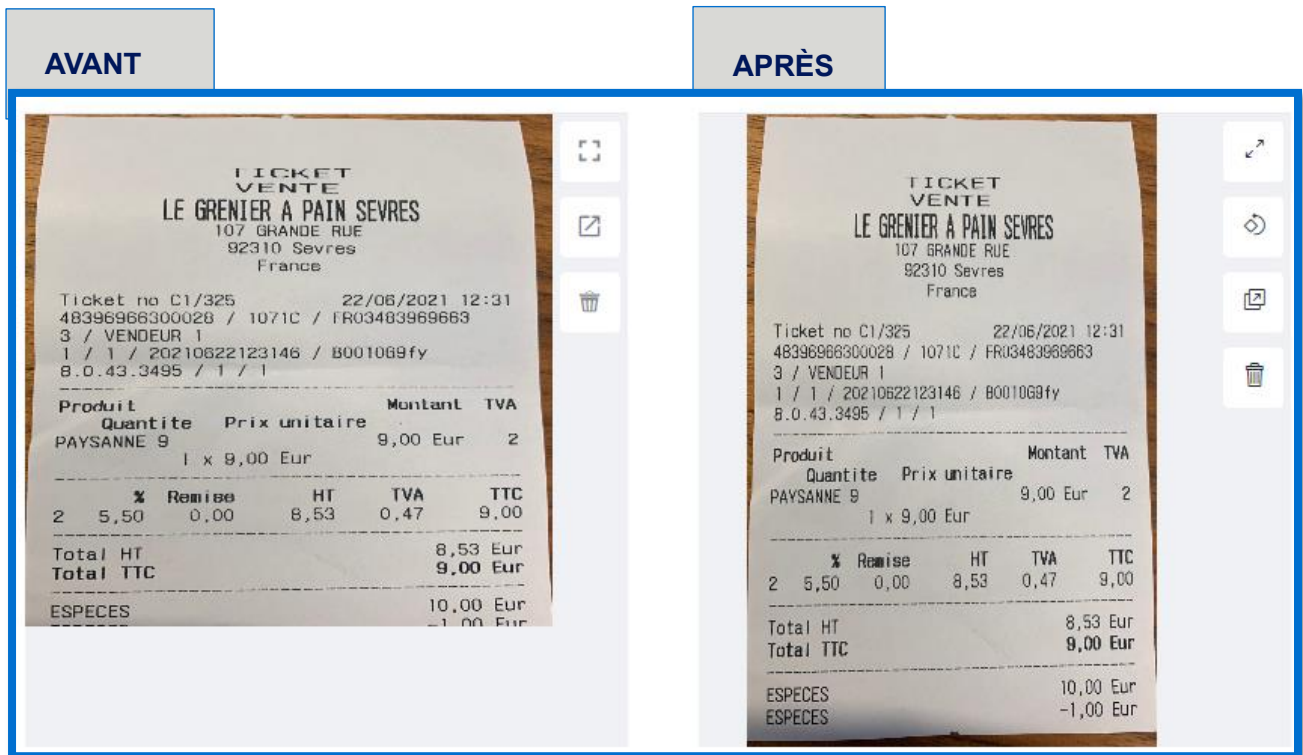 AVANT
TICKET
VENTE
LE GRENIER A PAIN SEVRES
107 GRANDE RUE
92310 Sevres
France
Ticket no C1/325 22/06/2021 12:31
48396966300028 / 1071C / FR03483969663
3 / VENDEUR 1
1 / 1 / 20210622123146 / B001069fy
8.0.43.3495 / 1 / 1
Produit Montant TVA
Quantite Prix unitaire
PAYSANNE 9 9,00 Eur 2
1 x 9,00 Eur
% Remise HT TVA TTC
2 5,50 0,00 8,53 0,47 9,00
Total HT 8,53 Eur
Total TTC 9,00 Eur
ESPECES 10,00 Eur
-1,00 Eur
APRÈS
TICKET
VENTE
LE GRENIER A PAIN SEVRES
107 GRANDE RUE
92310 Sevres
France
Ticket no C1/325 22/06/2021 12:31
48396966300028 / 1071C / FR03483969663
3 / VENDEUR 1
1 / 1 / 20210622123146 / B001069fy
8.0.43.3495 / 1 / 1
Produit Montant TVA
Quantite Prix unitaire
PAYSANNE 9 9,00 Eur 2
1 x 9,00 Eur
% Remise HT TVA TTC
2 5,50 0,00 8,53 0,47 9,00
Total HT 8,53 Eur
Total TTC 9,00 Eur
ESPECES 10,00 Eur
ESPECES -1,00 Eur